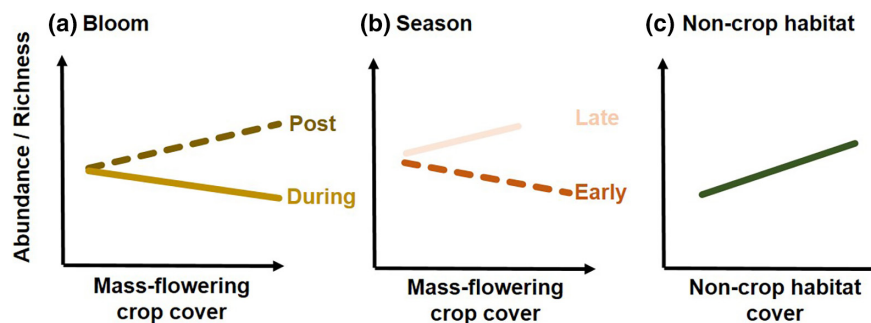 (a) Bloom
Abundance / Richness
Post
During
Mass-flowering
crop cover
(b) Season
Late
Early
Mass-flowering
crop cover
(c) Non-crop habitat
Non-crop habitat
cover